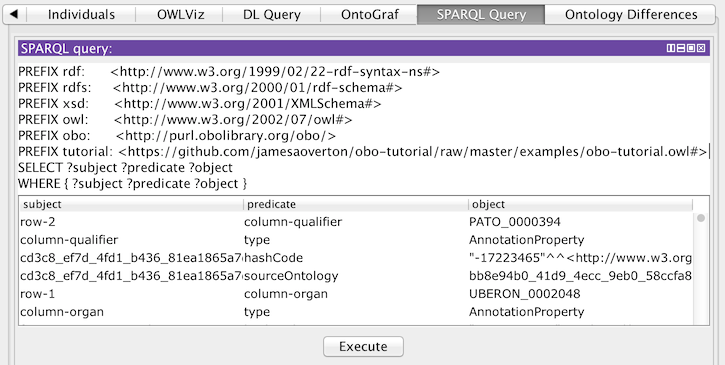 Individuals OWLViz DL Query OntoGraf SPARQL Query Ontology Differences
SPARQL query:
PREFIX rdf: <http://www.w3.org/1999/02/22-rdf-syntax-ns#>
PREFIX rdfs: <http://www.w3.org/2000/01/rdf-schema#>
PREFIX xsd: <http://www.w3.org/2001/XMLSchema#>
PREFIX owl: <http://www.w3.org/2002/07/owl#>
PREFIX obo: <http://purl.obolibrary.org/obo/>
PREFIX tutorial: <https://github.com/jamesaoverton/obo-tutorial/raw/master/examples/obo-tutorial.owl#>
SELECT ?subject ?predicate ?object
WHERE { ?subject ?predicate ?object }
subject predicate object
row-2 column-qualifier PATO_0000394
column-qualifier type AnnotationProperty
cd3c8_ef7d_4fd1_b436_81ea1865a7 hashCode "-17223465"^^<http://www.w3.org
cd3c8_ef7d_4fd1_b436_81ea1865a7 sourceOntology bb8e94b0_41d9_4ecc_9eb0_58ccfa8
row-1 column-organ UBERON_0002048
column-organ type AnnotationProperty
Execute